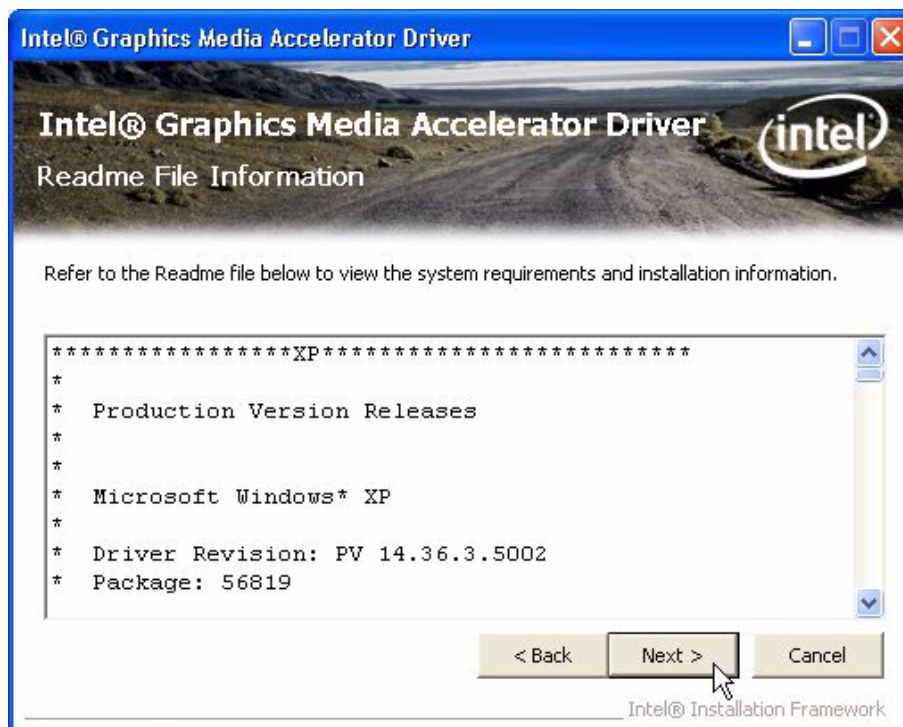 Intel® Graphics Media Accelerator Driver
Intel® Graphics Media Accelerator Driver
intel
Readme File Information
Refer to the Readme file below to view the system requirements and installation information.
*****************XP**************************
*
* Production Version Releases
*
*
* Microsoft Windows* XP
*
* Driver Revision: PV 14.36.3.5002
* Package: 56819
< Back Next > Cancel
Intel® Installation Framework